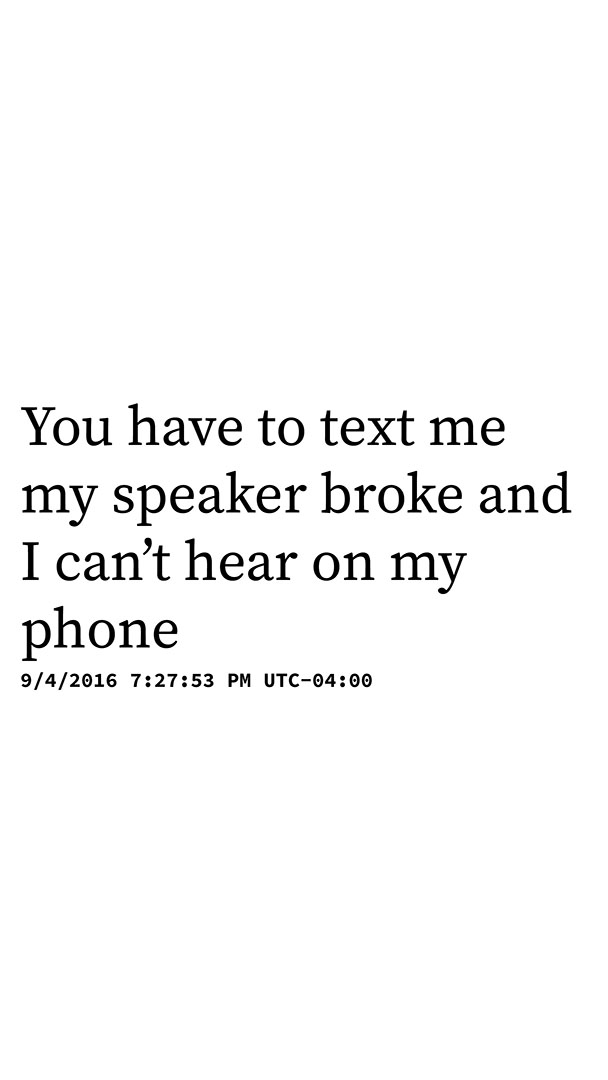 You have to text me
my speaker broke and
I can’t hear on my
phone
9/4/2016 7:27:53 PM UTC−04:00